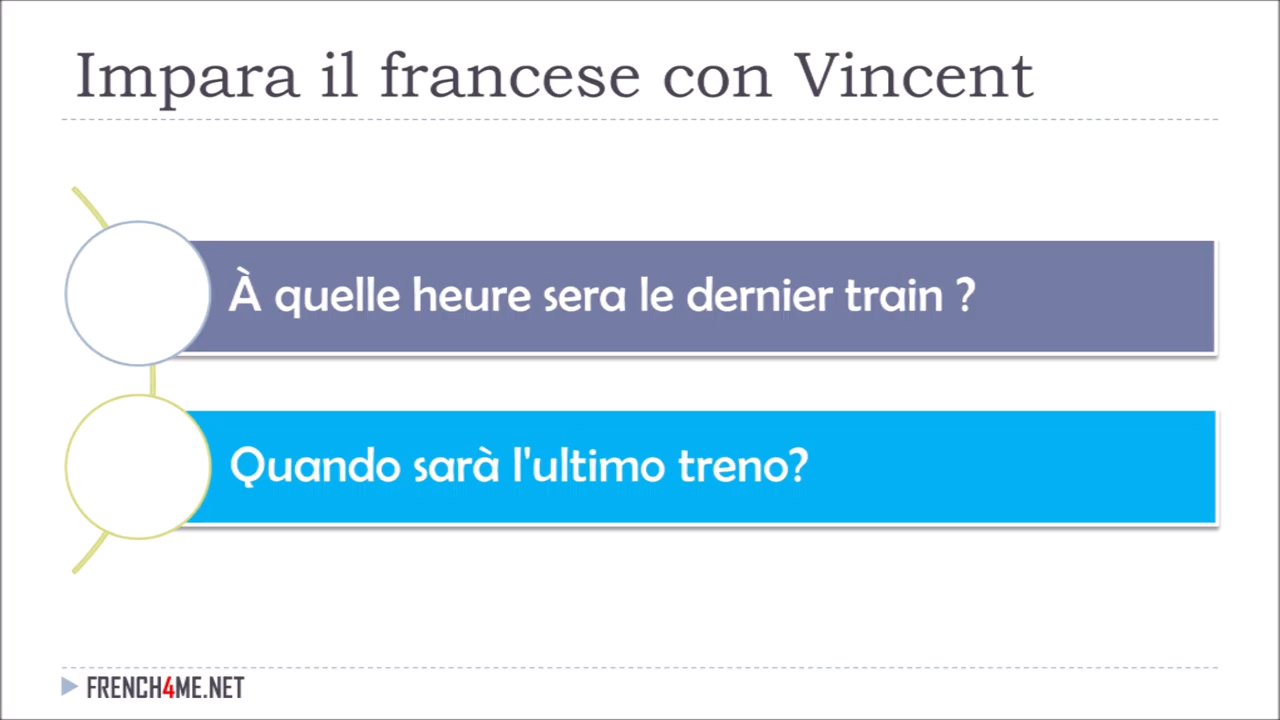 Impara il francese con Vincent
À quelle heure sera le dernier train ?
Quando sarà l'ultimo treno?
FRENCH4ME.NET